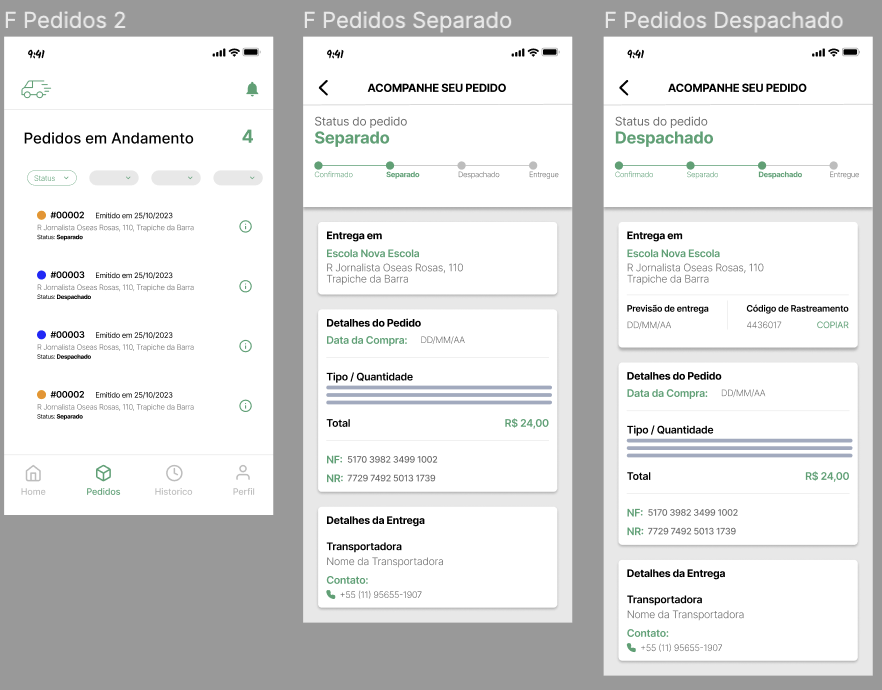 F Pedidos 2
9:41
Pedidos em Andamento
4
Status
#00002 Emitido em 25/10/2023
R Jornalista Oseas Rosas, 110, Trapiche da Barra
Status: Separado
#00003 Emitido em 25/10/2023
R Jornalista Oseas Rosas, 110, Trapiche da Barra
Status: Despachado
#00003 Emitido em 25/10/2023
R Jornalista Oseas Rosas, 110, Trapiche da Barra
Status: Despachado
#00002 Emitido em 25/10/2023
R Jornalista Oseas Rosas, 110, Trapiche da Barra
Status: Separado
Home Pedidos Historico Perfil
F Pedidos Separado
9:41
ACOMPANHE SEU PEDIDO
Status do pedido
Separado
Confirmado Separado Despachado Entregue
Entrega em
Escola Nova Escola
R Jornalista Oseas Rosas, 110
Trapiche da Barra
Detalhes do Pedido
Data da Compra: DD/MM/AA
Tipo / Quantidade
Total R$ 24,00
NF: 5170 3982 3499 1002
NR: 7729 7492 5013 1739
Detalhes da Entrega
Transportadora
Nome da Transportadora
Contato:
+55 (11) 95655-1907
F Pedidos Despachado
9:41
ACOMPANHE SEU PEDIDO
Status do pedido
Despachado
Confirmado Separado Despachado Entregue
Entrega em
Escola Nova Escola
R Jornalista Oseas Rosas, 110
Trapiche da Barra
Previsão de entrega Código de Rastreamento
DD/MM/AA 4436017 COPIAR
Detalhes do Pedido
Data da Compra: DD/MM/AA
Tipo / Quantidade
Total R$ 24,00
NF: 5170 3982 3499 1002
NR: 7729 7492 5013 1739
Detalhes da Entrega
Transportadora
Nome da Transportadora
Contato:
+55 (11) 95655-1907